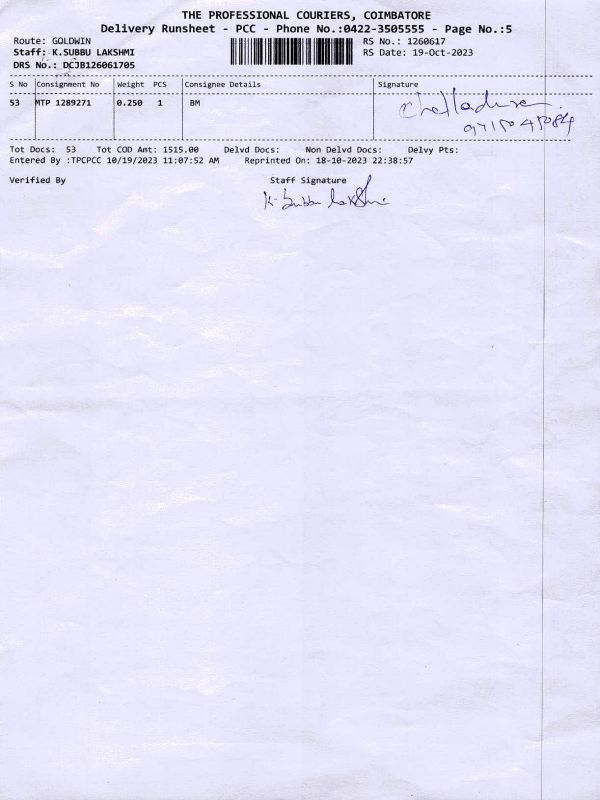 THE PROFESSIONAL COURIERS, COIMBATORE
Delivery Runsheet - PCC - Phone No.:0422-3505555 - Page No.:5
Route: GOLDWIN RS No.: 1260617
Staff: K.SUBBU LAKSHMI RS Date: 19-Oct-2023
DRS No.: DCJB126061705
S No Consignment No Weight PCS Consignee Details Signature
53 MTP 1289271 0.250 1 BM
Tot Docs: 53 Tot COD Amt: 1515.00 Delvd Docs: Non Delvd Docs: Delvy Pts:
Entered By :TPCPCC 10/19/2023 11:07:52 AM Reprinted On: 18-10-2023 22:38:57
Verified By Staff Signature
K. Subbu lakshmi